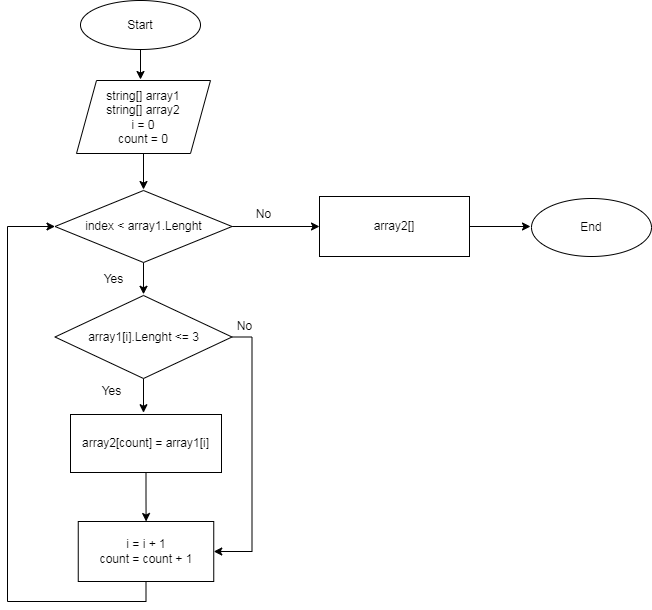 Start
string[] array1
string[] array2
i = 0
count = 0
index < array1.Lenght
No
array2[]
End
Yes
array1[i].Lenght <= 3
No
Yes
array2[count] = array1[i]
i = i + 1
count = count + 1